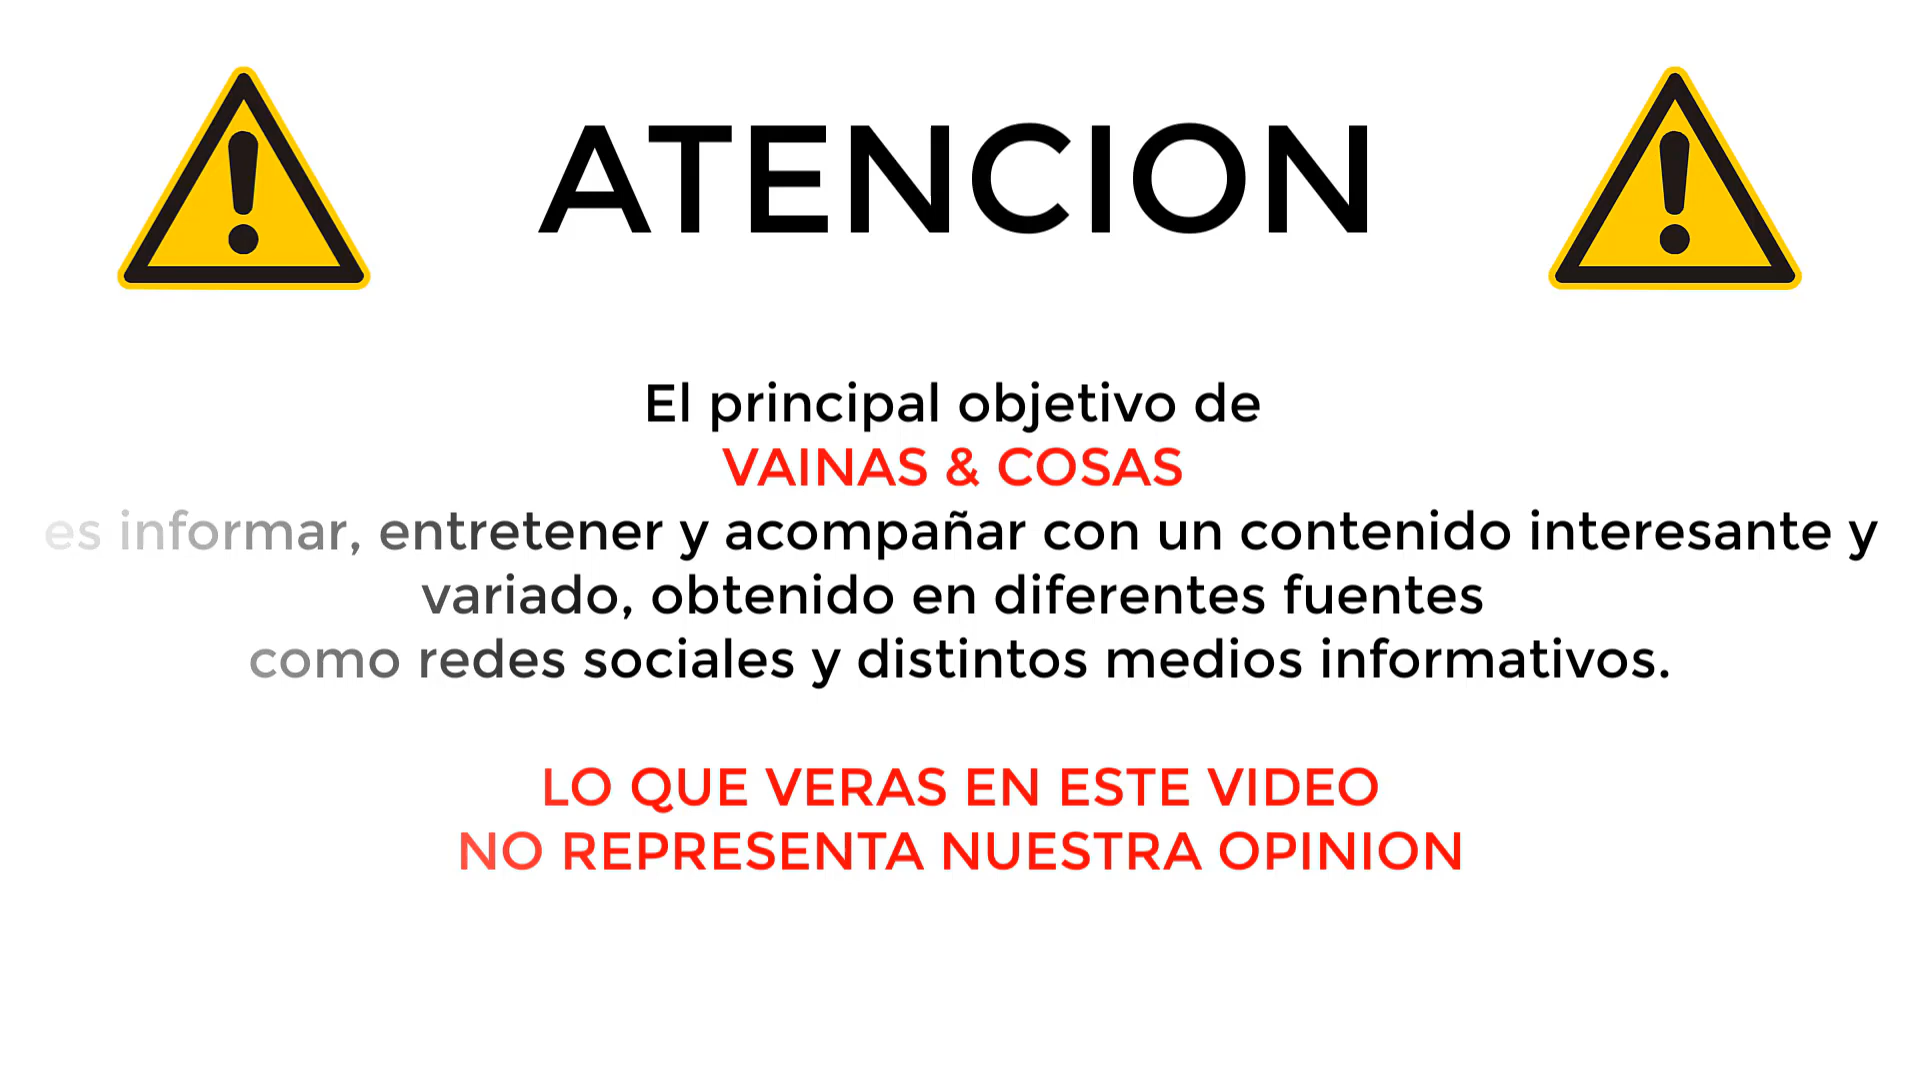 ATENCION
El principal objetivo de
VAINAS & COSAS
es informar, entretener y acompañar con un contenido interesante y
variado, obtenido en diferentes fuentes
como redes sociales y distintos medios informativos.
LO QUE VERAS EN ESTE VIDEO
NO REPRESENTA NUESTRA OPINION